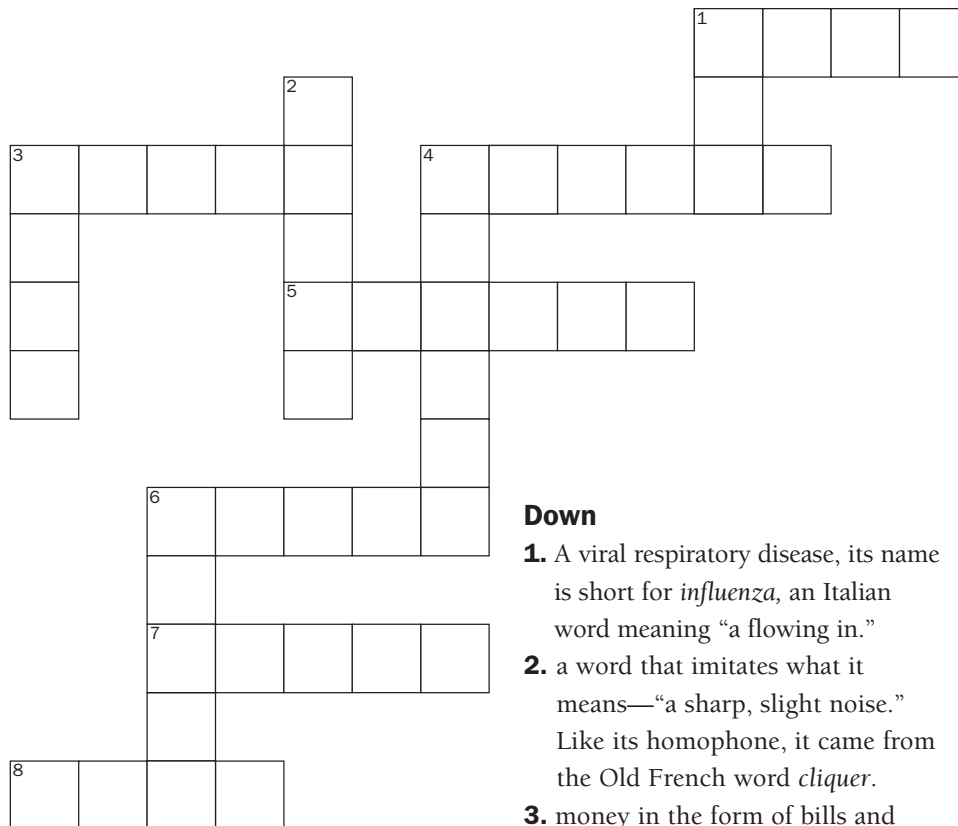 1
2
3
4
5
6
7
8
Down
1. A viral respiratory disease, its name
is short for influenza, an Italian
word meaning “a flowing in.”
2. a word that imitates what it
means—“a sharp, slight noise.”
Like its homophone, it came from
the Old French word cliquer.
3. money in the form of bills and